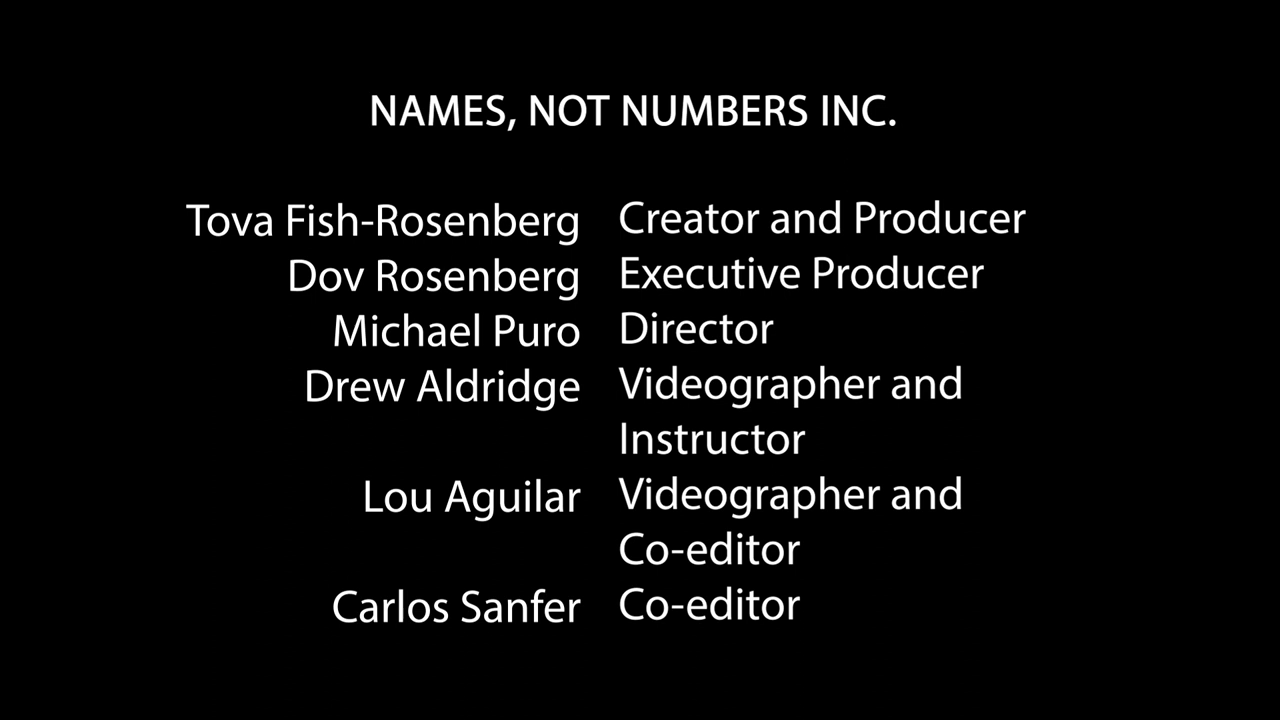 NAMES, NOT NUMBERS INC.
Tova Fish-Rosenberg Creator and Producer
Dov Rosenberg Executive Producer
Michael Puro Director
Drew Aldridge Videographer and
Instructor
Lou Aguilar Videographer and
Co-editor
Carlos Sanfer Co-editor